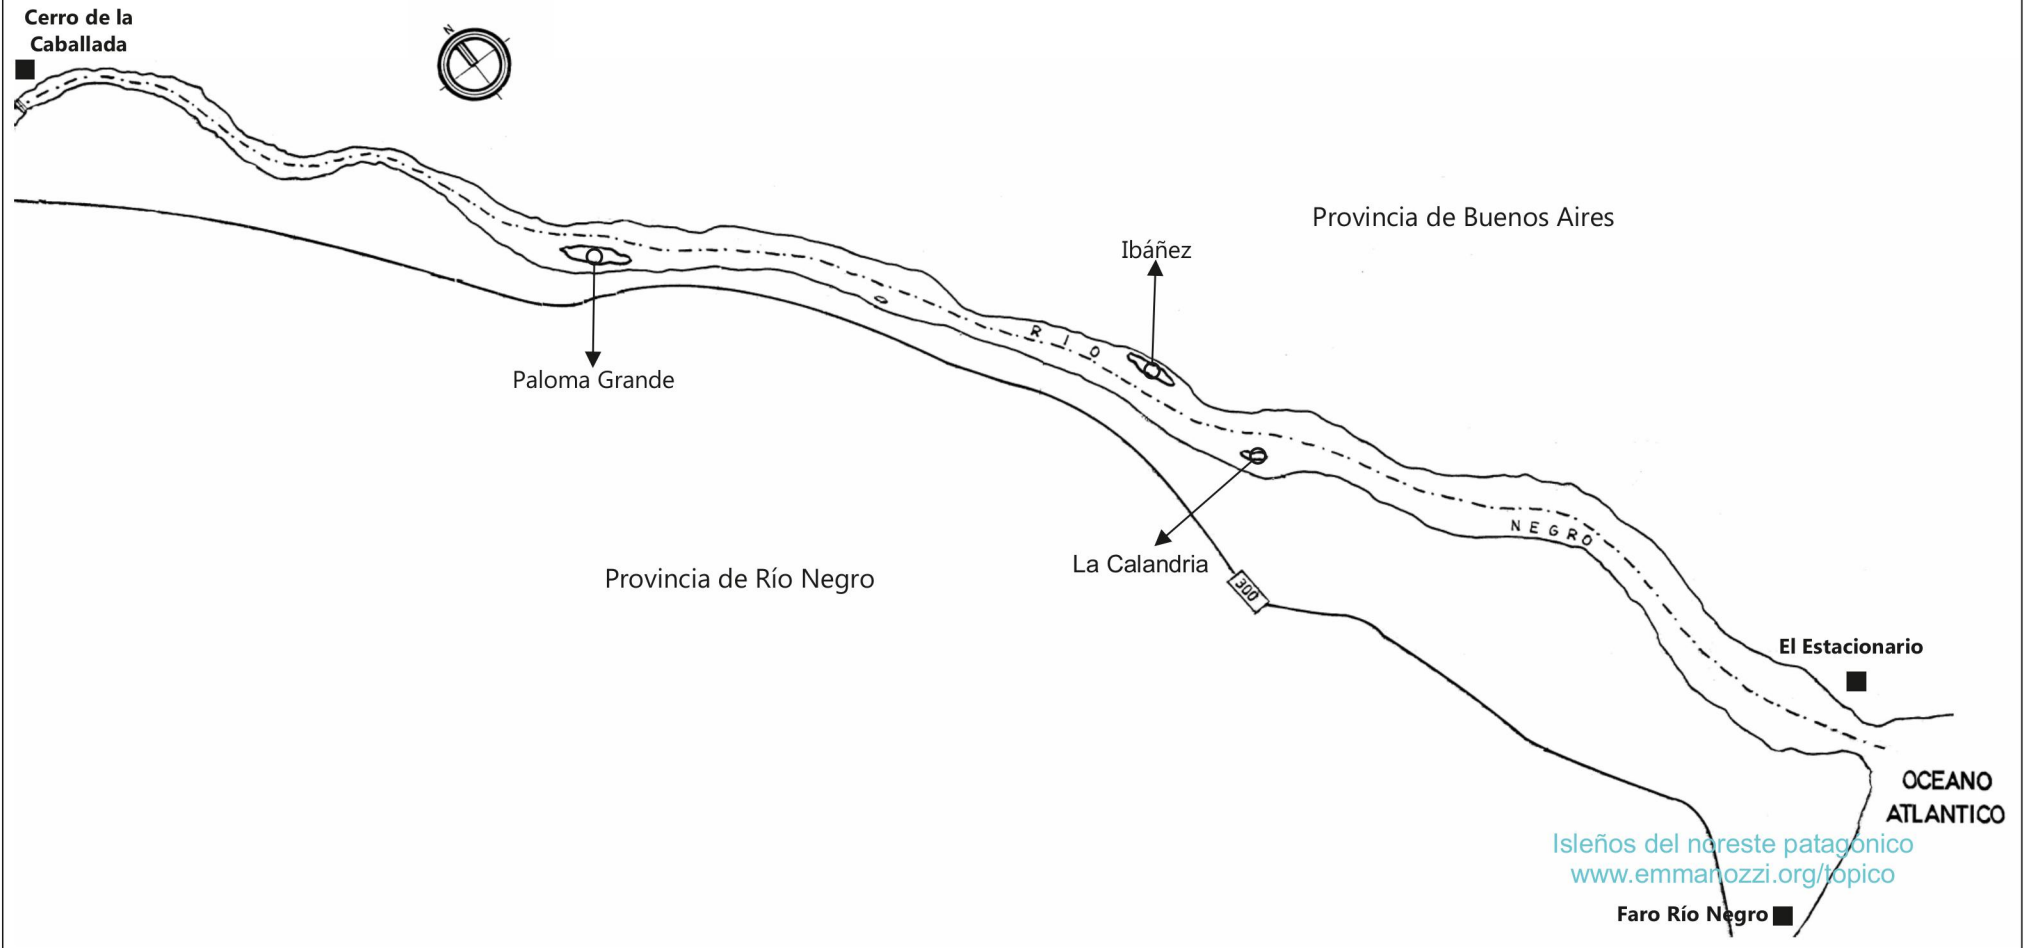 Cerro de la
Caballada
N
Provincia de Buenos Aires
Ibáñez
RIO
Paloma Grande
NEGRO
La Calandria
Provincia de Río Negro
300
El Estacionario
OCEANO
ATLANTICO
Isleños del noreste patagónico
www.emmanozzi.org/topico
Faro Río Negro